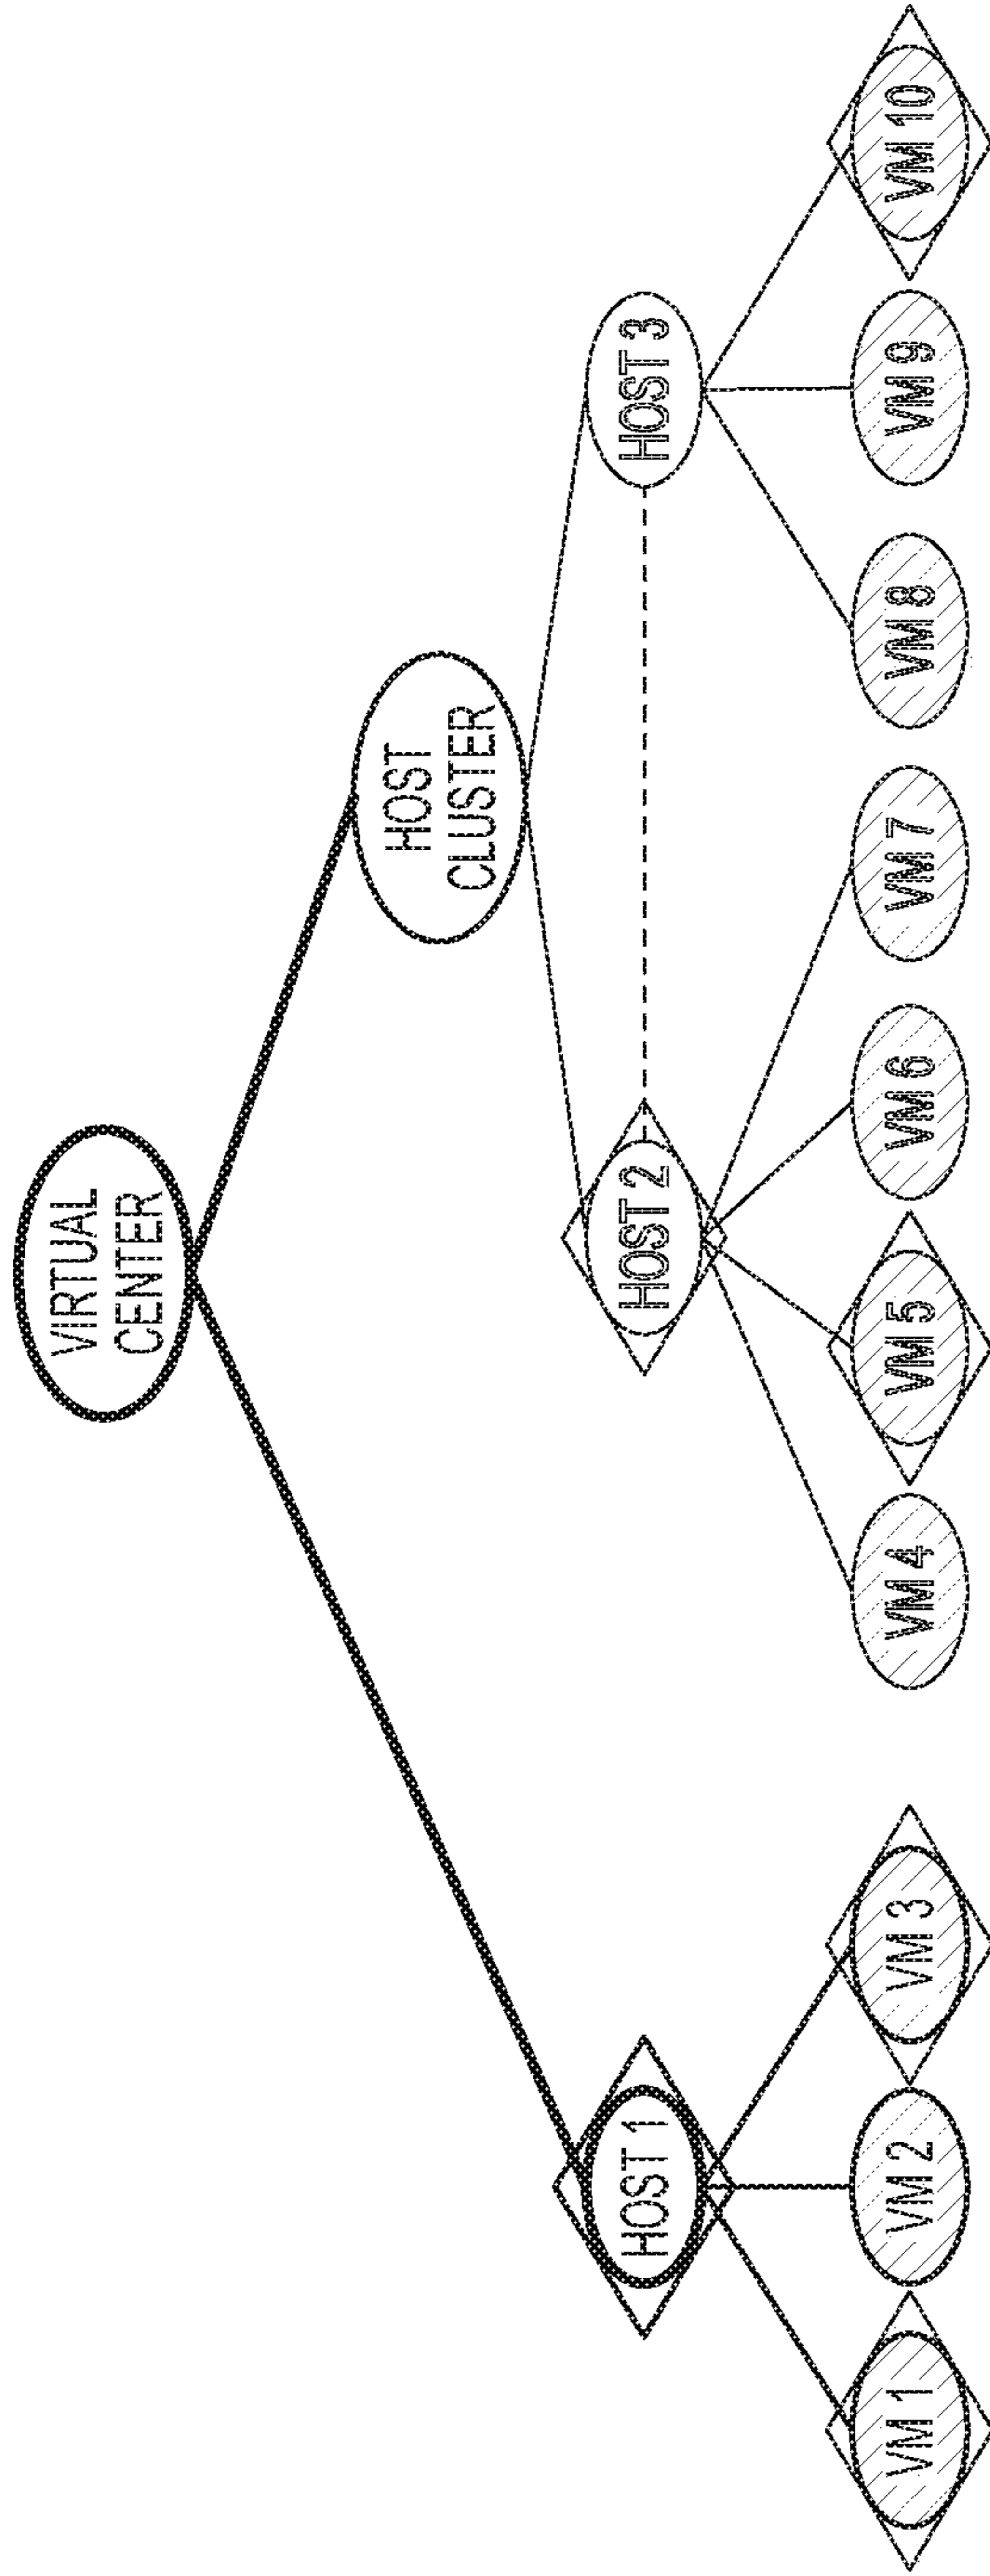 VIRTUAL
CENTER
HOST
CLUSTER
HOST 1
HOST 2
HOST 3
VM 1
VM 2
VM 3
VM 4
VM 5
VM 6
VM 7
VM 8
VM 9
VM 10